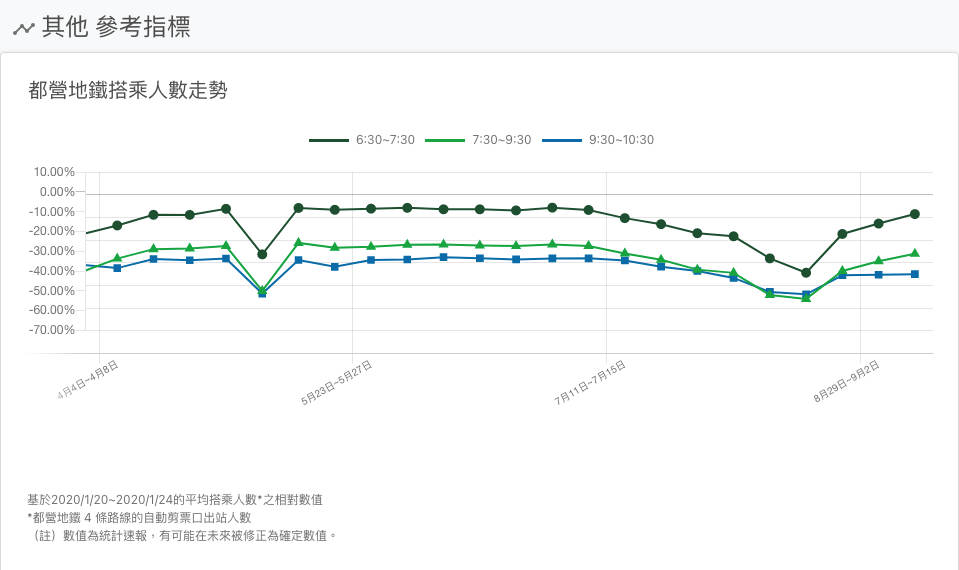 其他 參考指標
都營地鐵搭乘人數走勢
6:30~7:30 7:30~9:30 9:30~10:30
10.00%
0.00%
-10.00%
-20.00%
-30.00%
-40.00%
-50.00%
-60.00%
-70.00%
4月4日~4月8日 5月23日~5月27日 7月11日~7月15日 8月29日~9月2日
基於2020/1/20~2020/1/24的平均搭乘人數*之相對數值
*都營地鐵 4 條路線的自動剪票口出站人數
（註）數值為統計速報，有可能在未來被修正為確定數值。